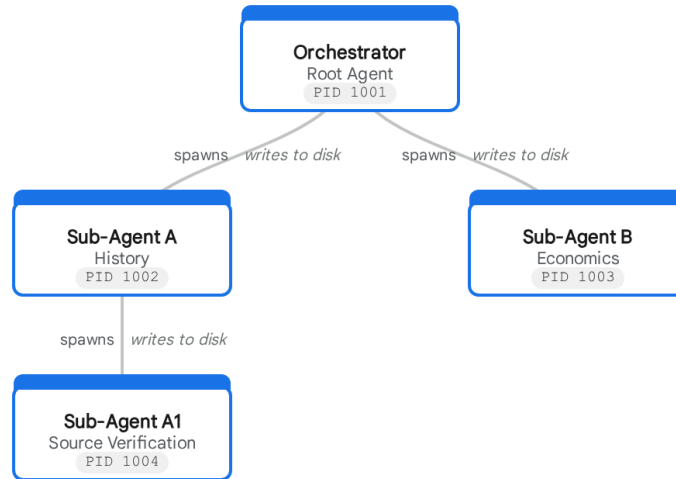 Orchestrator
Root Agent
PID 1001
spawns writes to disk
spawns writes to disk
Sub-Agent A
History
PID 1002
Sub-Agent B
Economics
PID 1003
spawns writes to disk
Sub-Agent A1
Source Verification
PID 1004